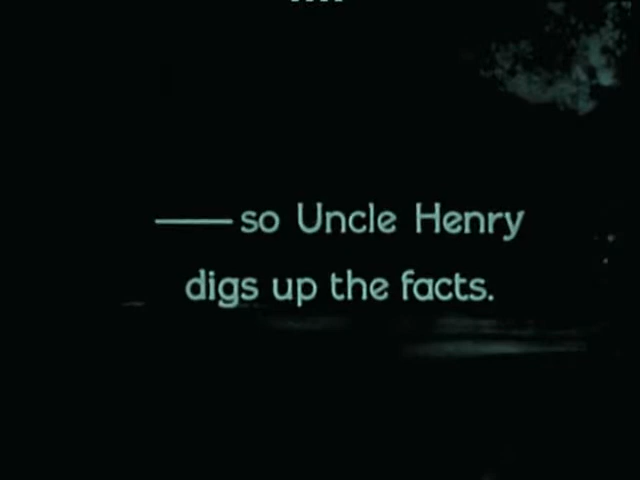 ——so Uncle Henry
digs up the facts.